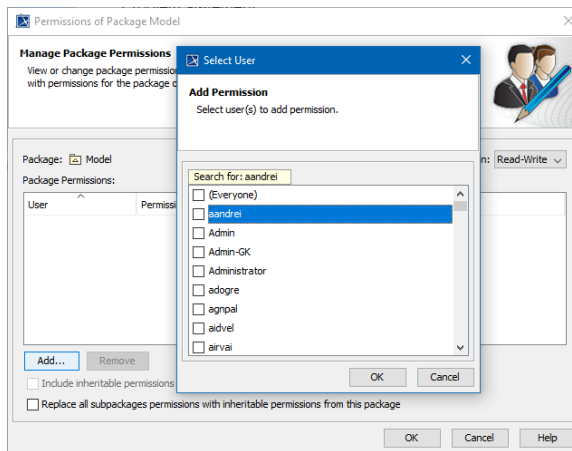 Permissions of Package Model
Manage Package Permissions
View or change package permission
with permissions for the package
Package: Model
Read-Write
Package Permissions:
User
Permissi
Select User
Add Permission
Select user(s) to add permission.
Search for: aandrei
(Everyone)
aandrei
Admin
Admin-GK
Administrator
adogre
agnpal
aidvel
airvai
OK
Cancel
Add...
Remove
Include inheritable permissions
Replace all subpackages permissions with inheritable permissions from this package
OK
Cancel
Help